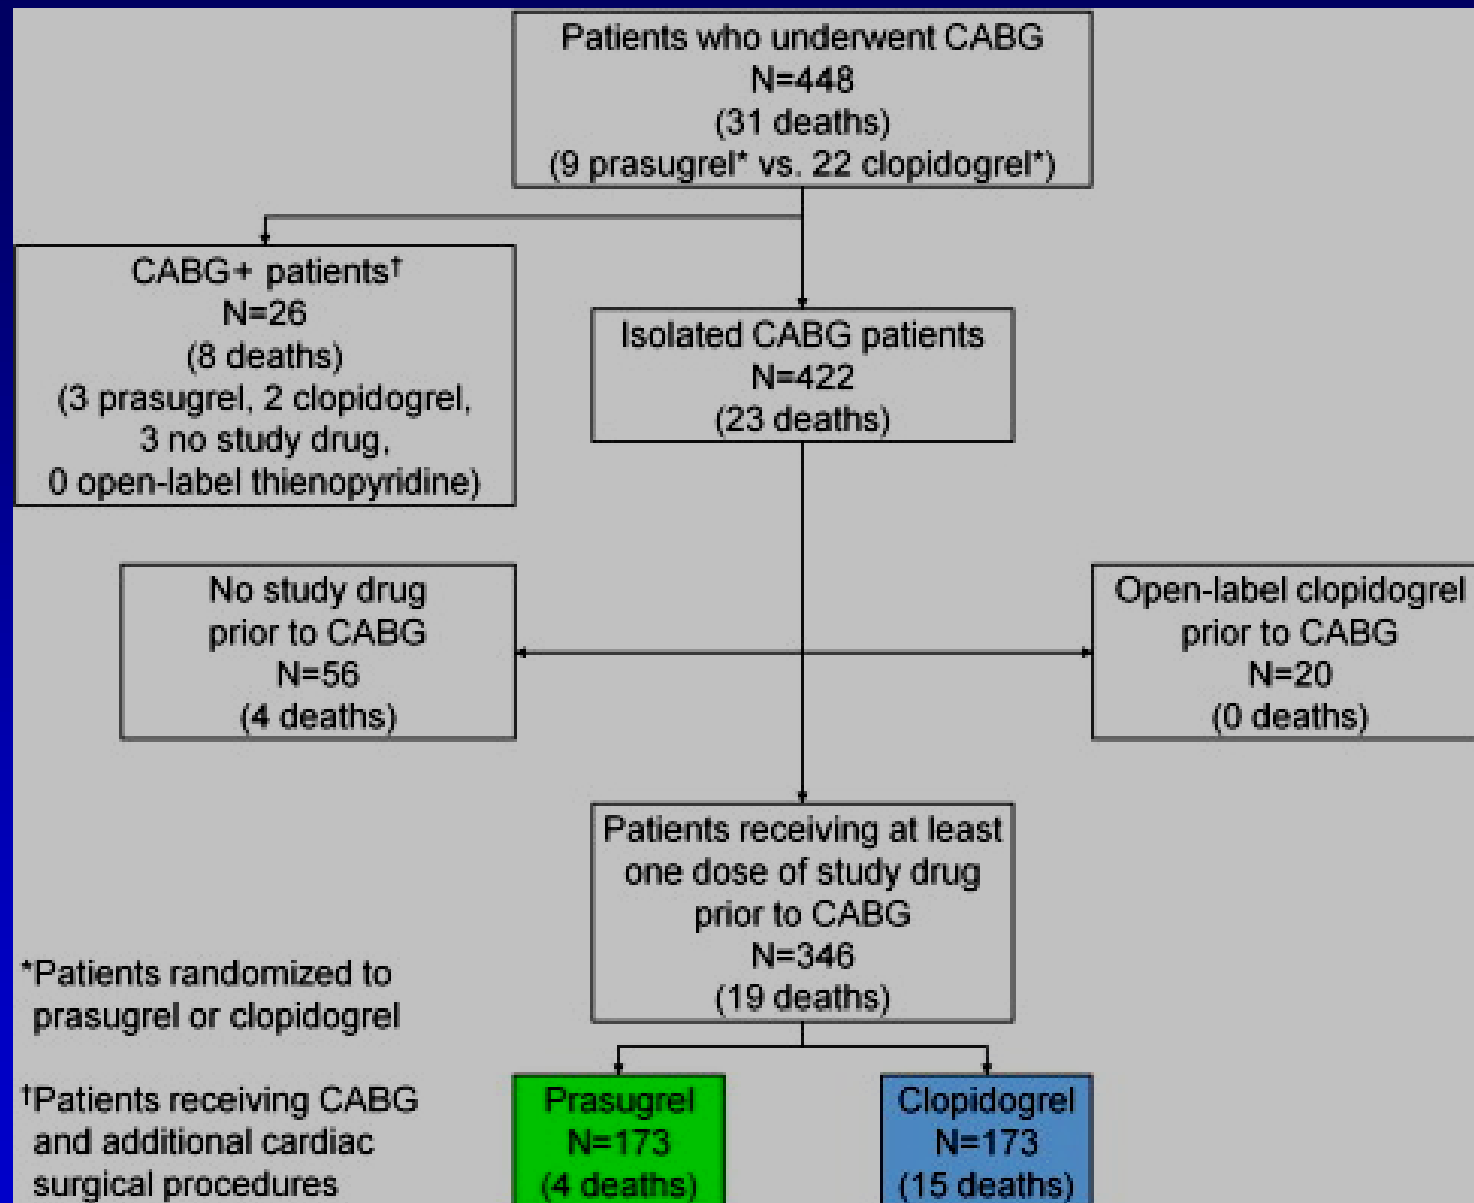 Patients who underwent CABG
N=448
(31 deaths)
(9 prasugrel* vs. 22 clopidogrel*)
CABG+ patients†
N=26
(8 deaths)
(3 prasugrel, 2 clopidogrel,
3 no study drug,
0 open-label thienopyridine)
Isolated CABG patients
N=422
(23 deaths)
No study drug
prior to CABG
N=56
(4 deaths)
Open-label clopidogrel
prior to CABG
N=20
(0 deaths)
Patients receiving at least
one dose of study drug
prior to CABG
N=346
(19 deaths)
*Patients randomized to
prasugrel or clopidogrel
†Patients receiving CABG
and additional cardiac
surgical procedures
Prasugrel
N=173
(4 deaths)
Clopidogrel
N=173
(15 deaths)